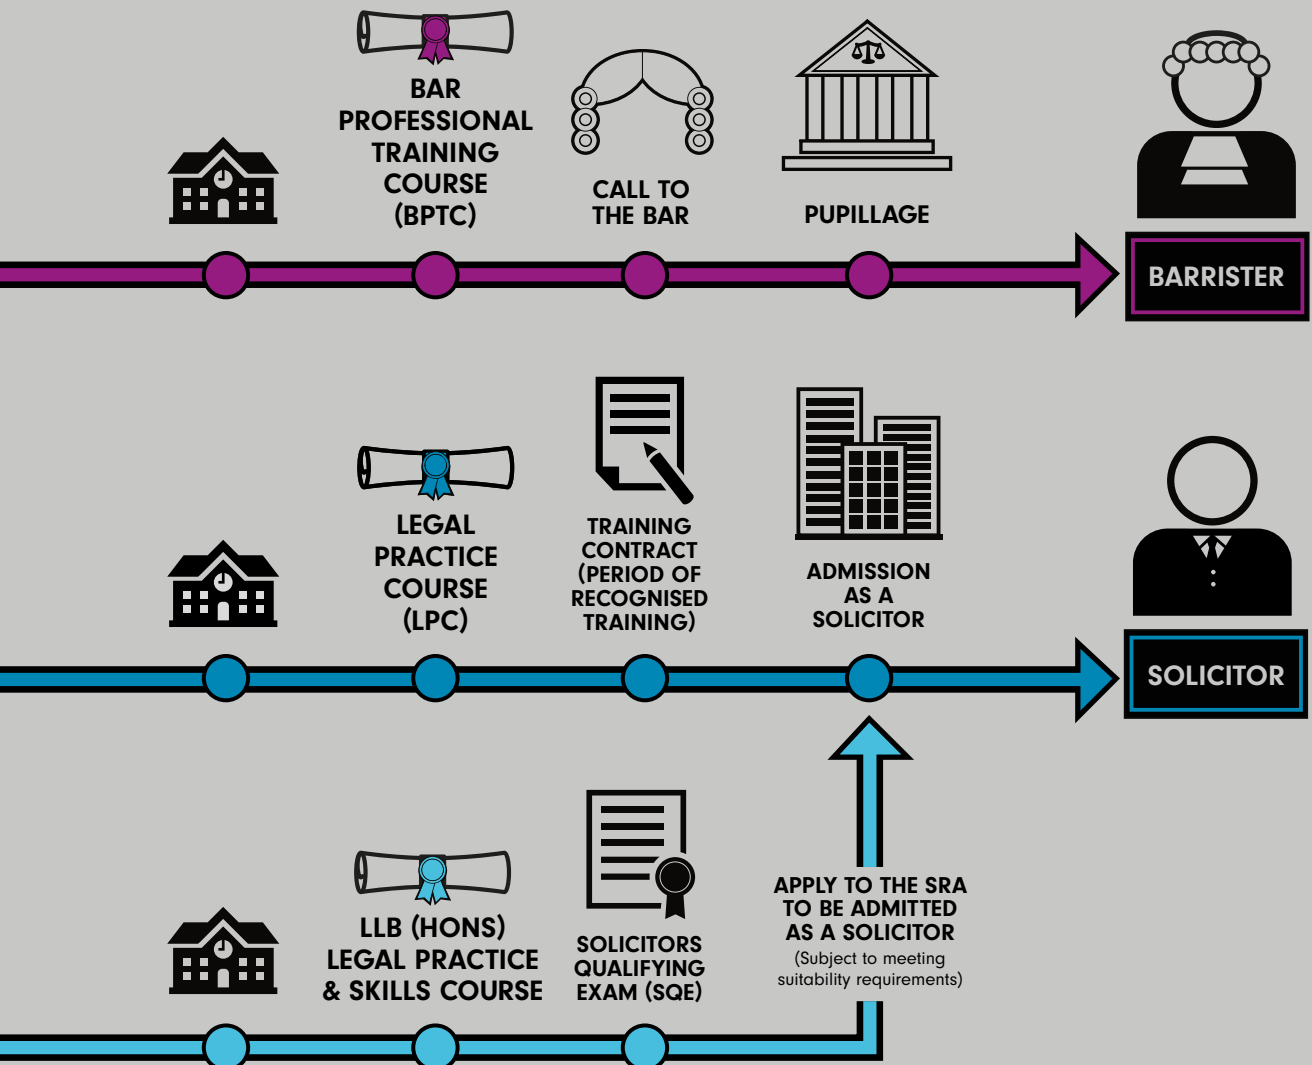 BAR
PROFESSIONAL
TRAINING
COURSE
(BPTC)
CALL TO
THE BAR
PUPILLAGE
BARRISTER
LEGAL
PRACTICE
COURSE
(LPC)
TRAINING
CONTRACT
(PERIOD OF
RECOGNISED
TRAINING)
ADMISSION
AS A
SOLICITOR
SOLICITOR
LLB (HONS)
LEGAL PRACTICE
& SKILLS COURSE
SOLICITORS
QUALIFYING
EXAM (SQE)
APPLY TO THE SRA
TO BE ADMITTED
AS A SOLICITOR
(Subject to meeting
suitability requirements)